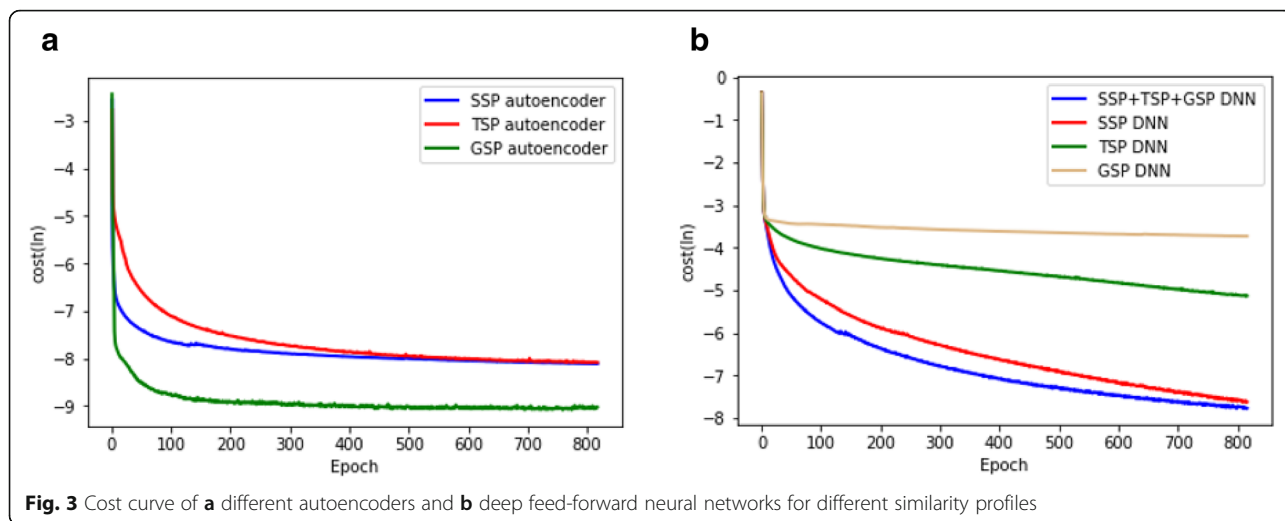 a
SSP autoencoder
TSP autoencoder
GSP autoencoder
−3
−4
−5
−6
−7
−8
−9
cost(ln)
0 100 200 300 400 500 600 700 800
Epoch
b
SSP+TSP+GSP DNN
SSP DNN
TSP DNN
GSP DNN
0
−1
−2
−3
−4
−5
−6
−7
−8
cost(ln)
0 100 200 300 400 500 600 700 800
Epoch
Fig. 3 Cost curve of a different autoencoders and b deep feed-forward neural networks for different similarity profiles